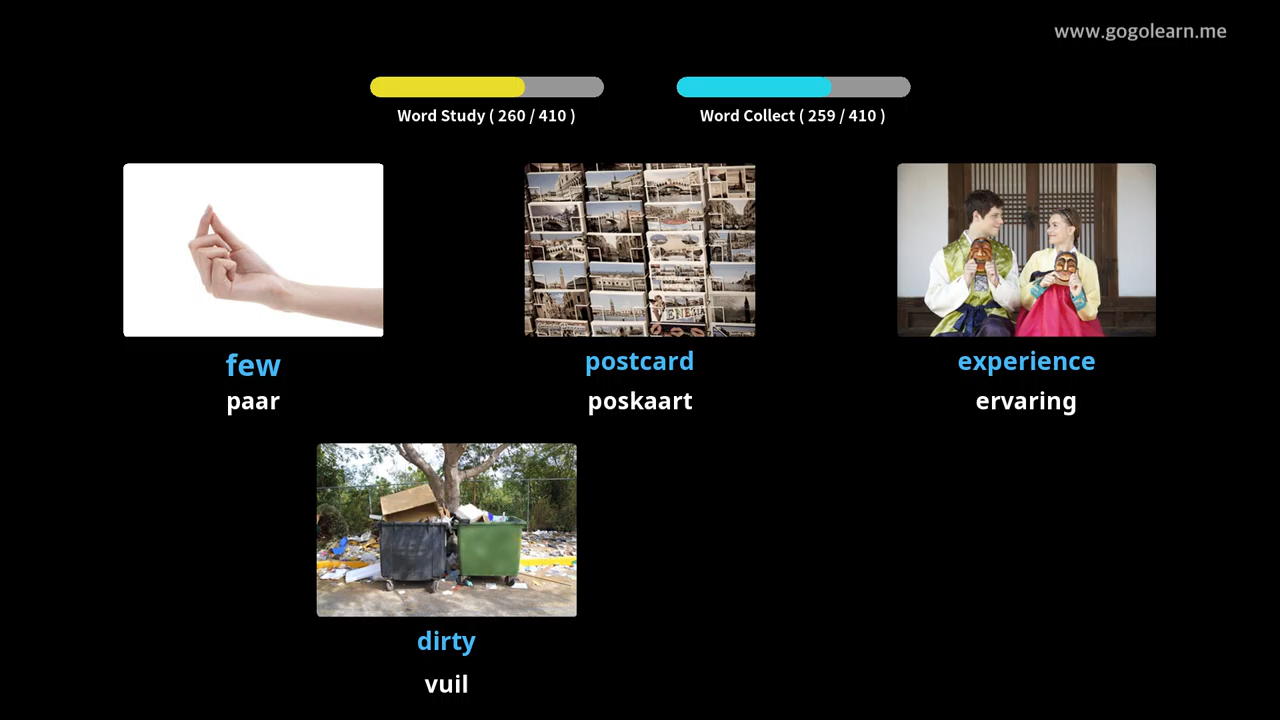 www.gogolearn.me
Word Study ( 260 / 410 )
Word Collect ( 259 / 410 )
few
paar
postcard
poskaart
experience
ervaring
dirty
vuil